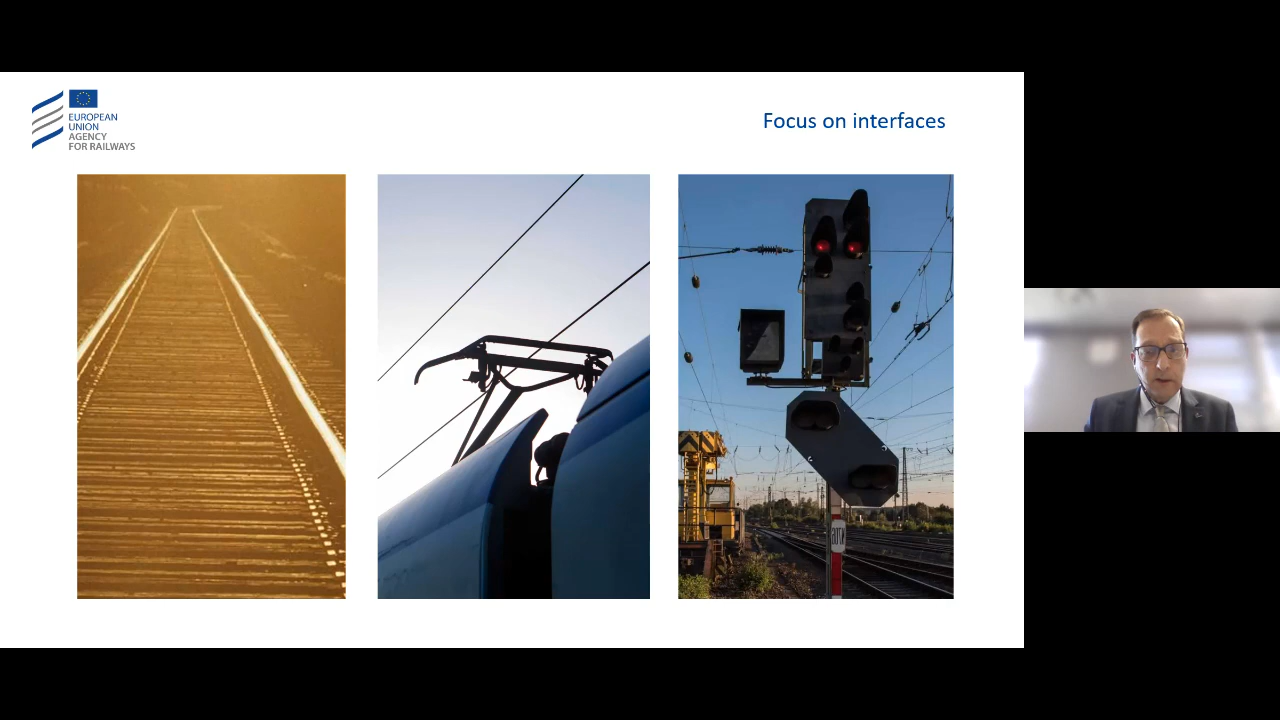 EUROPEAN
UNION
AGENCY
FOR RAILWAYS
Focus on interfaces